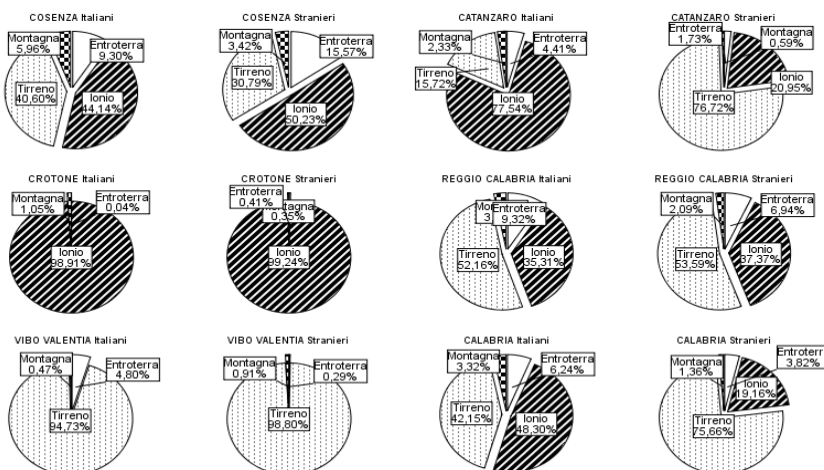 COSENZA Italiani
Montagna
5,96%
Entroterra
9,30%
Tirreno
40,60%
Ionio
44,14%
COSENZA Stranieri
Montagna
3,42%
Entroterra
15,57%
Tirreno
30,79%
Ionio
50,23%
CATANZARO Italiani
Montagna
2,33%
Entroterra
4,41%
Tirreno
15,72%
Ionio
77,54%
CATANZARO Stranieri
Entroterra
1,73%
Montagna
0,59%
Ionio
20,95%
Tirreno
76,72%
CROTONE Italiani
Montagna
1,05%
Entroterra
0,04%
Ionio
98,91%
CROTONE Stranieri
Entroterra
0,41%
0,35%
Ionio
99,24%
REGGIO CALABRIA Italiani
Entroterra
9,32%
Tirreno
52,16%
Ionio
35,31%
REGGIO CALABRIA Stranieri
Montagna
2,09%
Entroterra
6,94%
Tirreno
53,59%
Ionio
37,37%
VIBO VALENTIA Italiani
Montagna
0,47%
Entroterra
4,80%
Tirreno
94,73%
VIBO VALENTIA Stranieri
Montagna
0,91%
Entroterra
0,29%
Tirreno
98,80%
CALABRIA Italiani
Montagna
3,32%
Entroterra
6,24%
Tirreno
42,15%
Ionio
48,30%
CALABRIA Stranieri
Montagna
1,36%
Entroterra
3,82%
Ionio
19,16%
Tirreno
75,66%